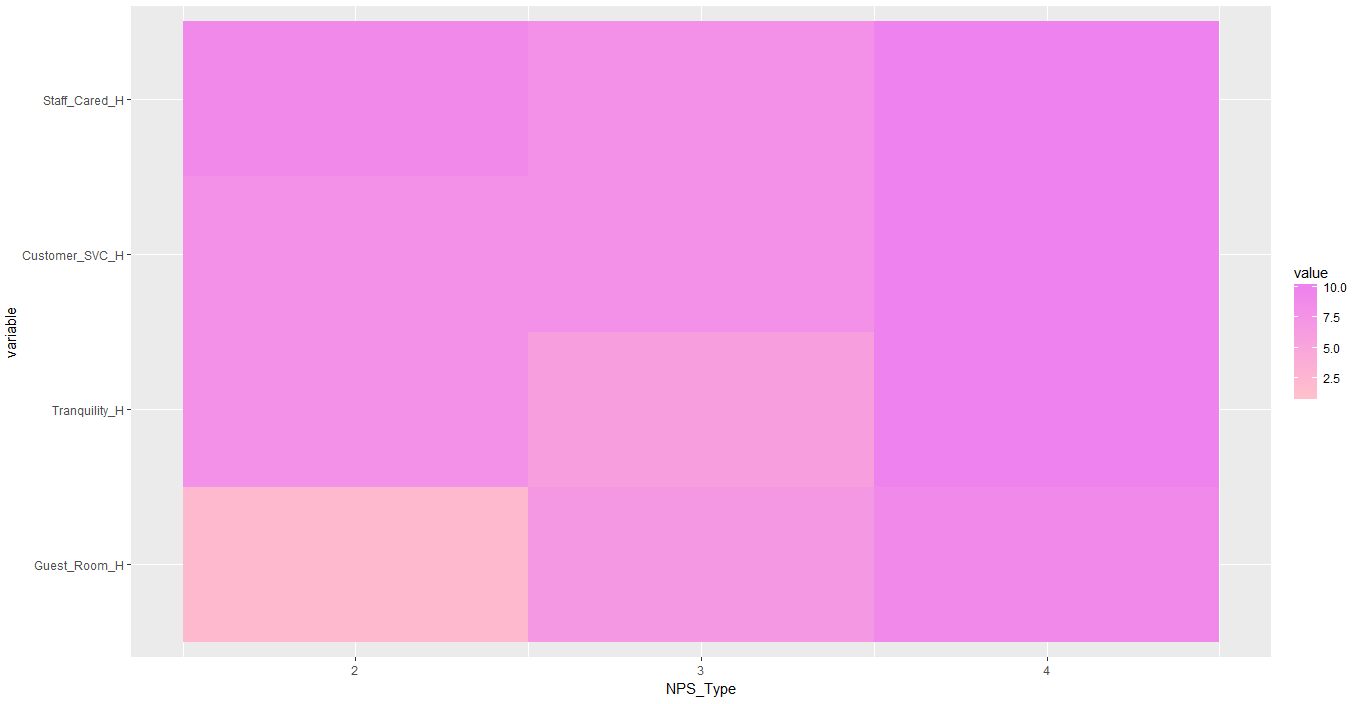 Staff_Cared_H
Customer_SVC_H
Tranquility_H
Guest_Room_H
variable
2
3
4
NPS_Type
value
10.0
7.5
5.0
2.5